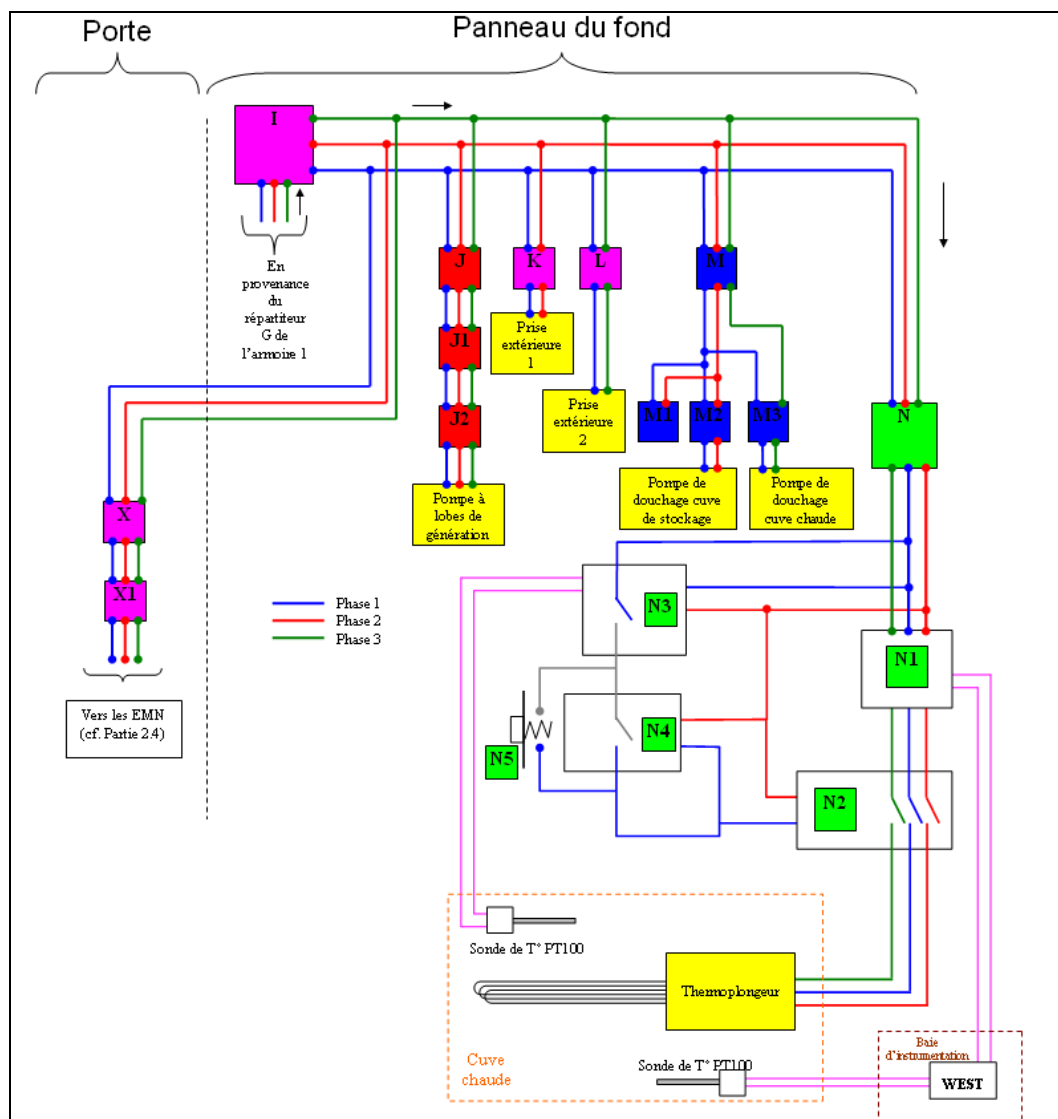 Porte
Panneau du fond
I
En
provenance
du
répartiteur
G de
l'armoire 1
J
K
L
M
Prise
extérieure
1
J1
Prise
extérieure
2
J2
M1
M2
M3
N
Pompe à
lobes de
génération
Pompe de
douchage cuve
de stockage
Pompe de
douchage
cuve chaude
X
X1
Phase 1
Phase 2
Phase 3
Vers les EMN
(cf. Partie 2.4)
N3
N1
N4
N5
N2
Sonde de T° PT100
Thermoplongeur
Cuve
chaude
Sonde de T° PT100
Baie
d'instrumentation
WEST